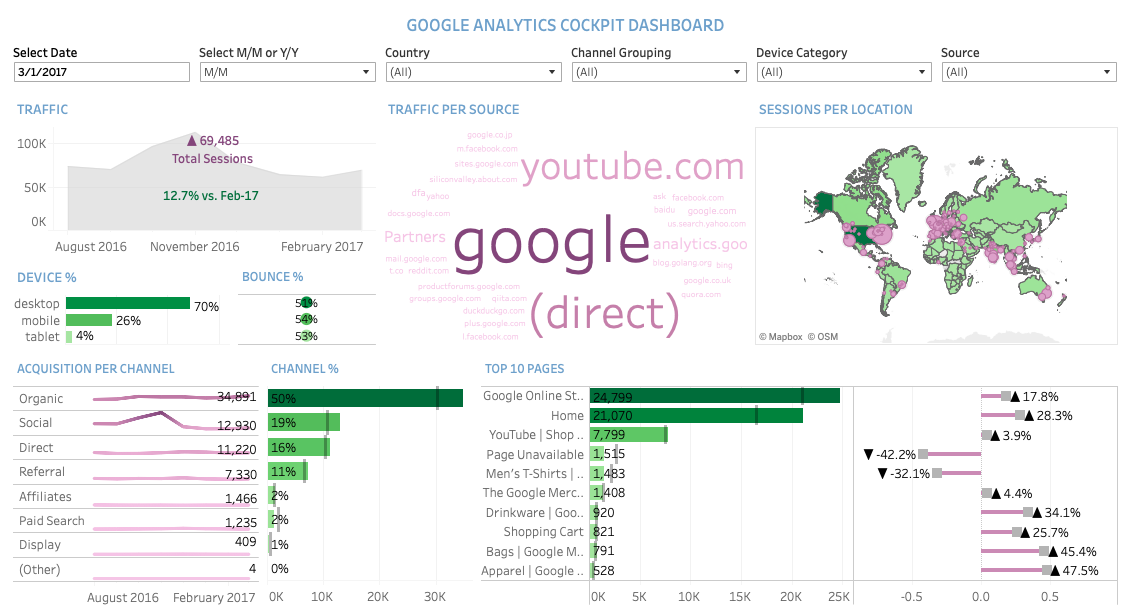 GOOGLE ANALYTICS COCKPIT DASHBOARD
Select Date
3/1/2017
Select M/M or Y/Y
M/M
Country
(All)
Channel Grouping
(All)
Device Category
(All)
Source
(All)
TRAFFIC
100K
50K
0K
▲ 69,485
Total Sessions
12.7% vs. Feb-17
August 2016 November 2016 February 2017
TRAFFIC PER SOURCE
google.co.jp
m.facebook.com
sites.google.com
youtube.com
siliconvalley.about.com
dfa yahoo
ask facebook.com
docs.google.com
baidu google.com
us.search.yahoo.com
Partners
google
analytics.goo
mail.google.com
blog.golang.org bing
t.co reddit.com
google.co.uk
productforums.google.com
quora.com
groups.google.com qiita.com
(direct)
duckduckgo.com
plus.google.com
l.facebook.com
SESSIONS PER LOCATION
© Mapbox © OSM
DEVICE %
desktop 70%
mobile 26%
tablet 4%
BOUNCE %
51%
54%
53%
ACQUISITION PER CHANNEL
Organic 34,891
Social 12,930
Direct 11,220
Referral 7,330
Affiliates 1,466
Paid Search 1,235
Display 409
(Other) 4
August 2016 February 2017
CHANNEL %
50%
19%
16%
11%
2%
2%
1%
0%
0K 10K 20K 30K
TOP 10 PAGES
Google Online St.. 24,799 ▲ 17.8%
Home 21,070 ▲ 28.3%
YouTube | Shop .. 7,799 ▲ 3.9%
Page Unavailable 1,515 ▼ -42.2%
Men's T-Shirts | .. 1,483 ▼ -32.1%
The Google Merc.. 1,408 ▲ 4.4%
Drinkware | Goo.. 920 ▲ 34.1%
Shopping Cart 821 ▲ 25.7%
Bags | Google M.. 791 ▲ 45.4%
Apparel | Google .. 528 ▲ 47.5%
0K 5K 10K 15K 20K 25K -0.5 0.0 0.5 1.0